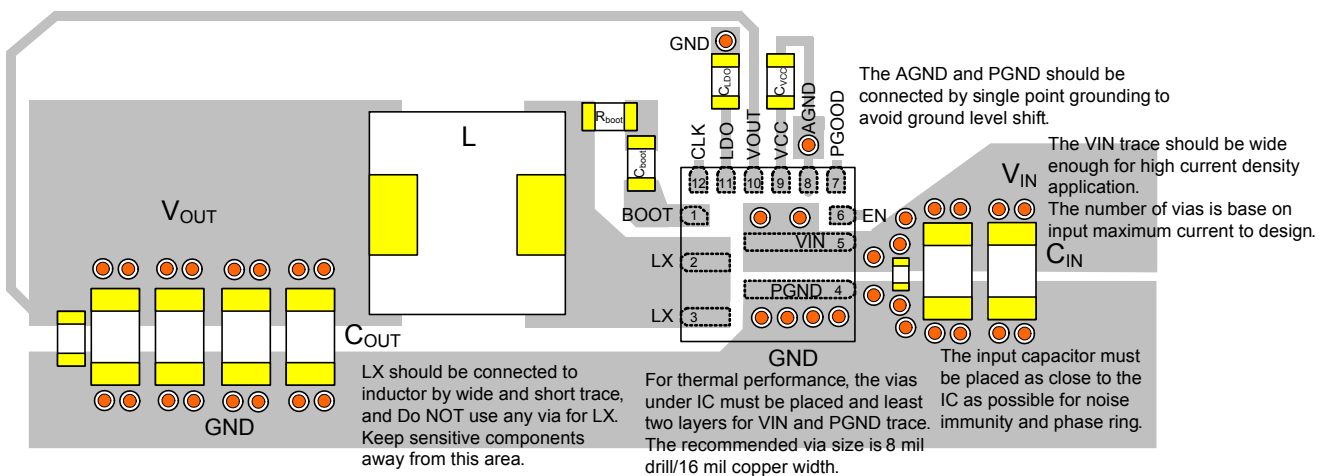 GND
CLDO
CVCC
AGND
CLK
LDO
VOUT
VCC
PGOOD
The AGND and PGND should be
connected by single point grounding to
avoid ground level shift.
Rboot
Cboot
L
12 11 10 9 8 7
BOOT 1
6 EN
VIN 5
LX 2
PGND 4
LX 3
GND
VIN
The VIN trace should be wide
enough for high current density
application.
The number of vias is base on
input maximum current to design.
CIN
VOUT
COUT
GND
LX should be connected to
inductor by wide and short trace,
and Do NOT use any via for LX.
Keep sensitive components
away from this area.
For thermal performance, the vias
under IC must be placed and least
two layers for VIN and PGND trace.
The recommended via size is 8 mil
drill/16 mil copper width.
The input capacitor must
be placed as close to the
IC as possible for noise
immunity and phase ring.